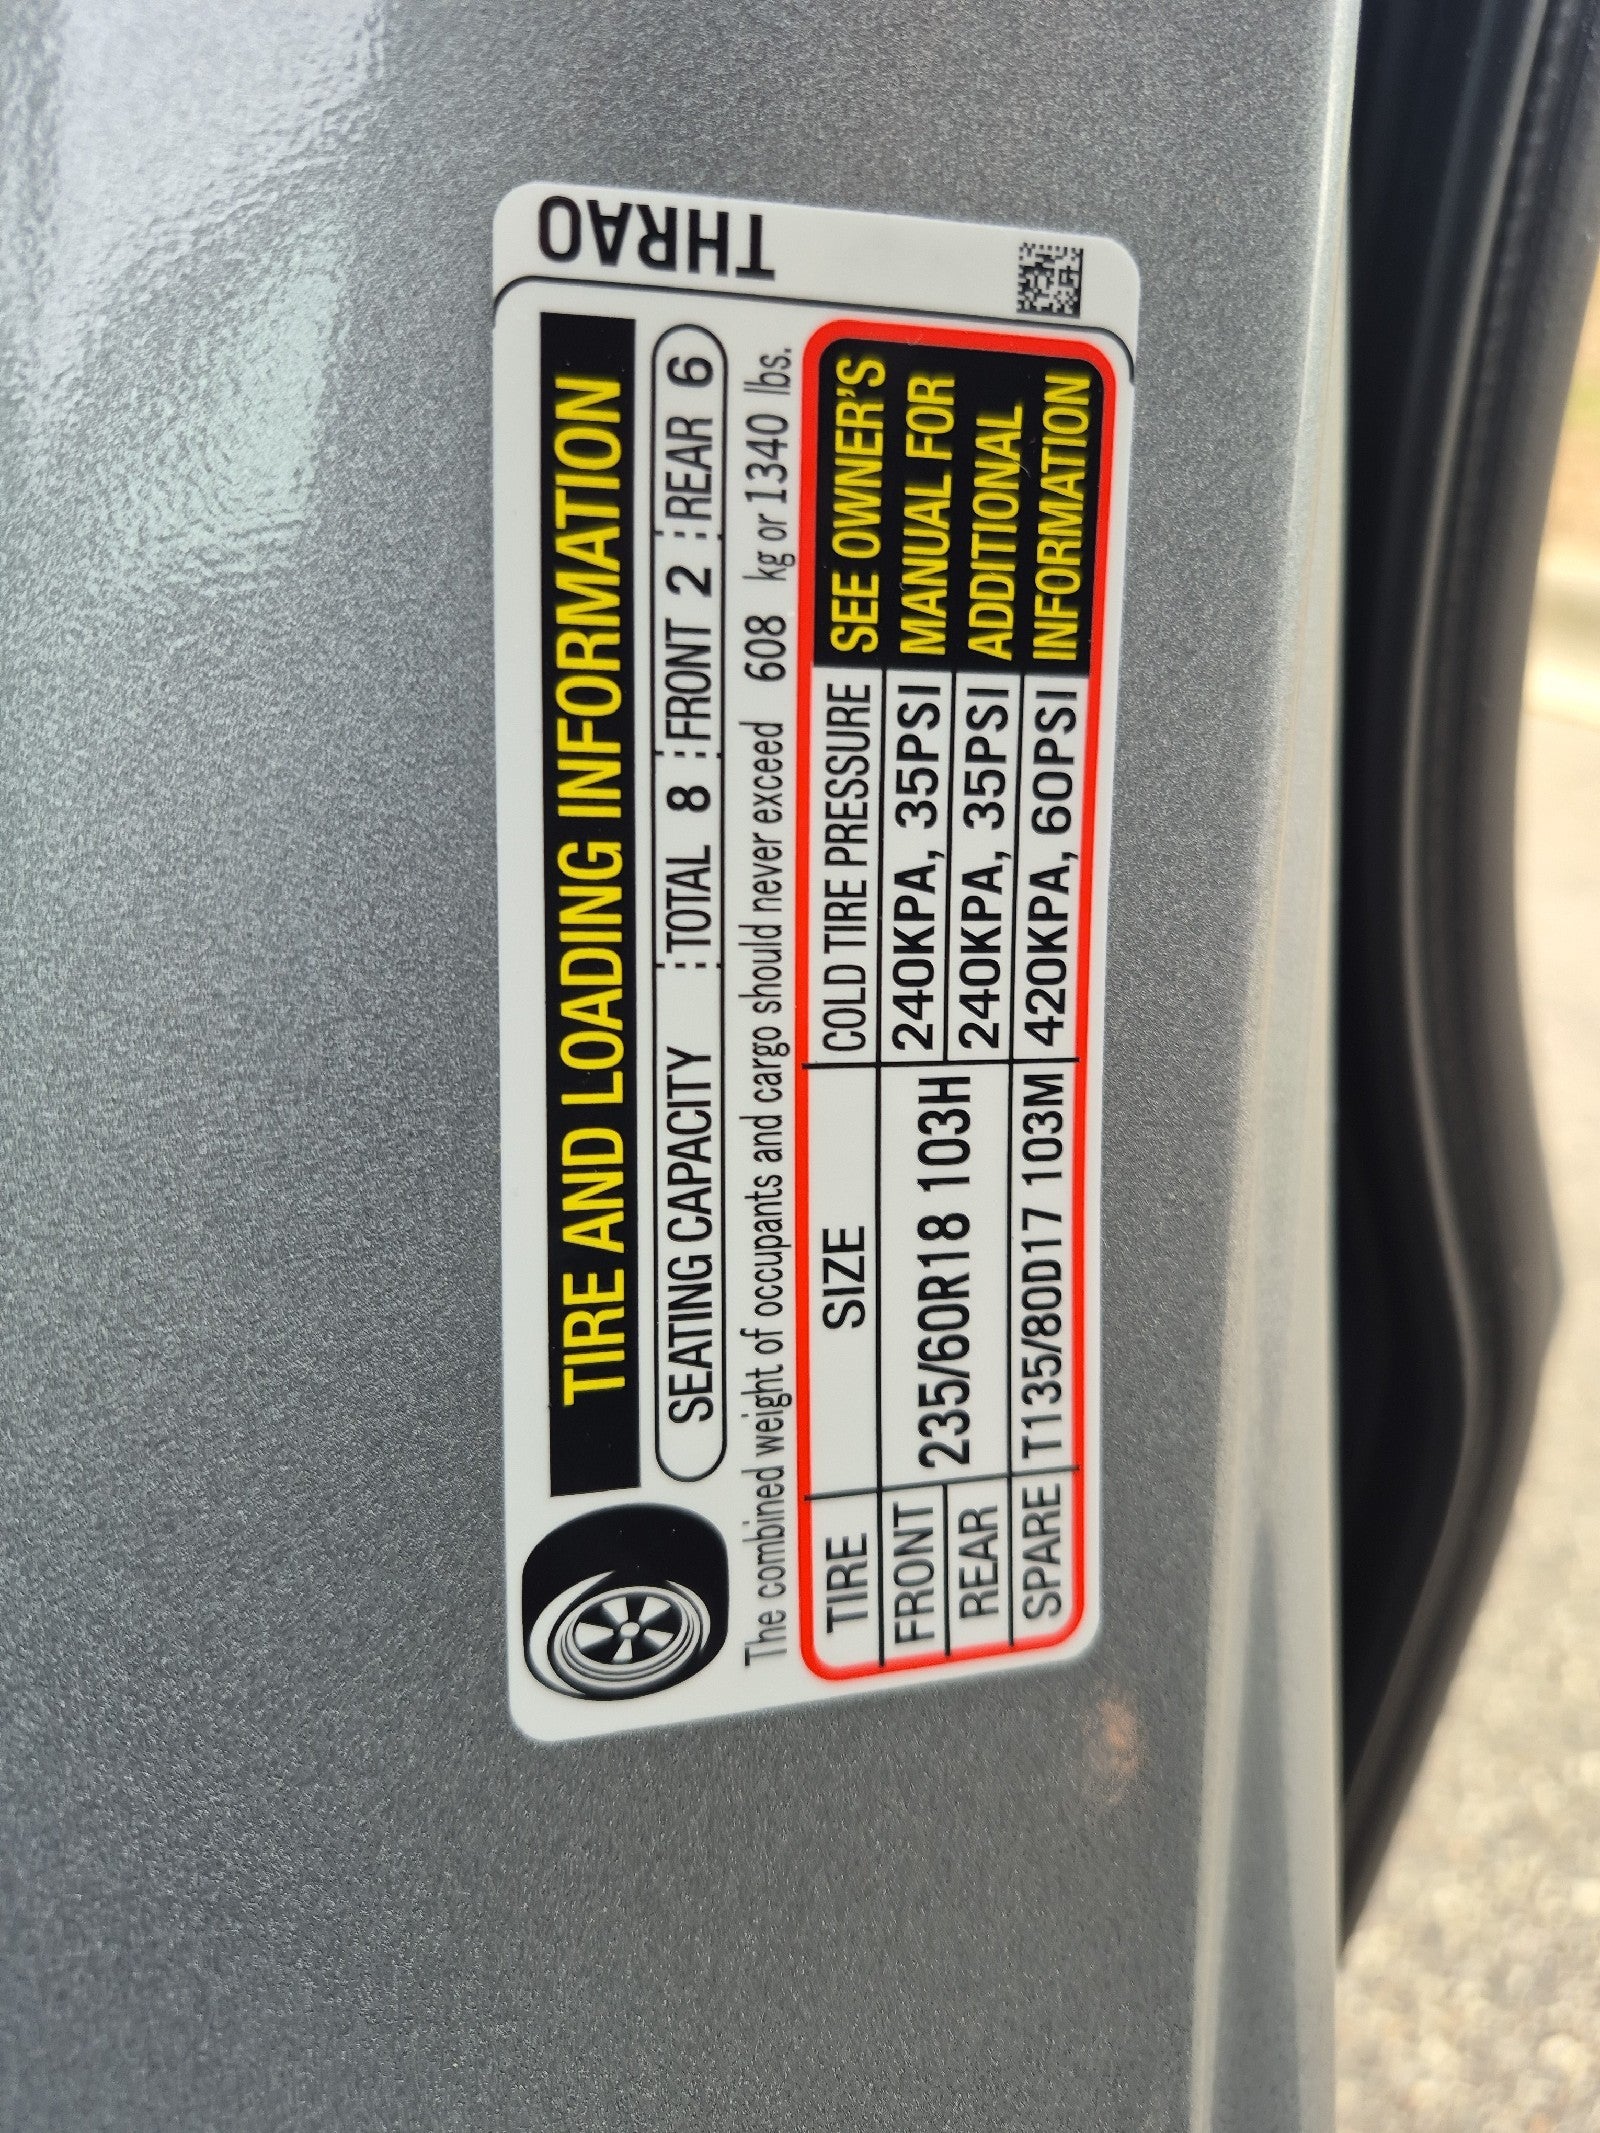 TIRE AND LOADING INFORMATION
SEATING CAPACITY TOTAL 8 FRONT 2 REAR 6
The combined weight of occupants and cargo should never exceed 608 kg or 1340 lbs.
TIRE SIZE COLD TIRE PRESSURE
FRONT 235/60R18 103H 240KPA, 35PSI
REAR 240KPA, 35PSI
SPARE T135/80D17 103M 420KPA, 60PSI
SEE OWNER'S
MANUAL FOR
ADDITIONAL
INFORMATION
THRAO